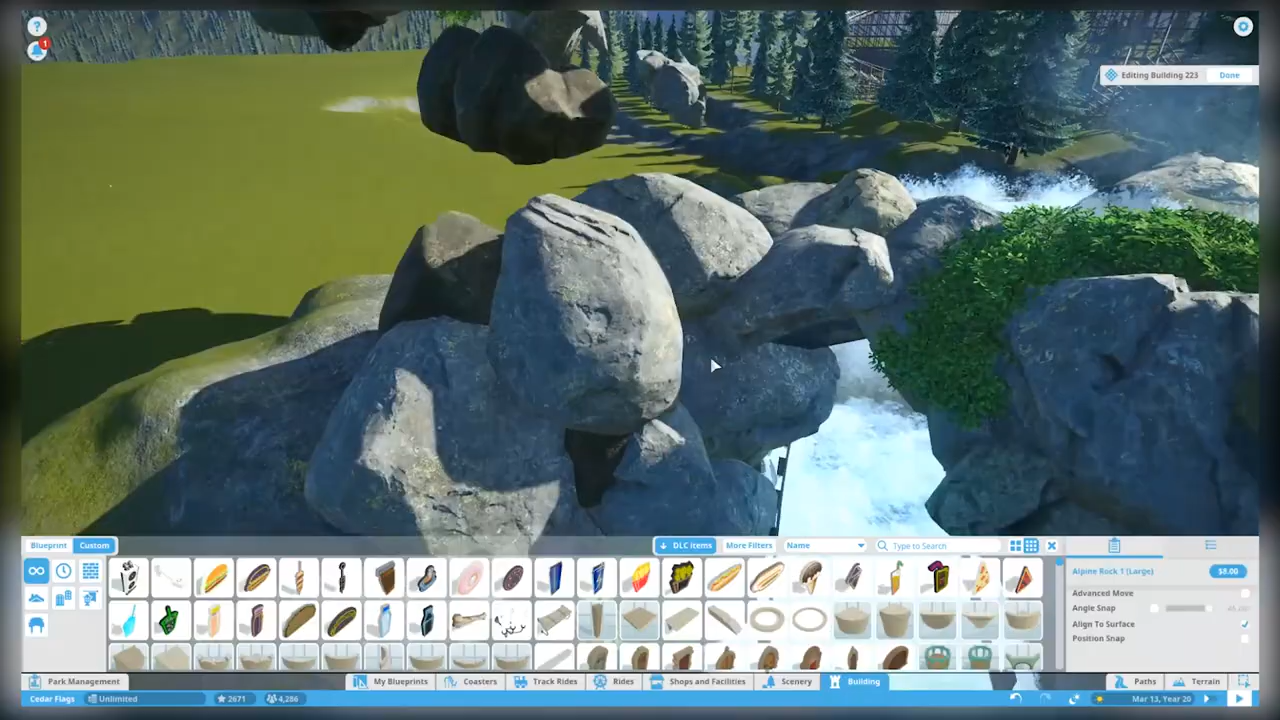 ?
1
Editing Building 223 Done
Blueprint Custom DLC Items More Filters Name Type to Search
Alpine Rock 1 (Large) $8.00
Advanced Move
Angle Snap
Align To Surface
Position Snap
Park Management My Blueprints Coasters Track Rides Rides Shops and Facilities Scenery Building Paths Terrain
Cedar Flags Unlimited 2671 4,286 Mar 13, Year 20